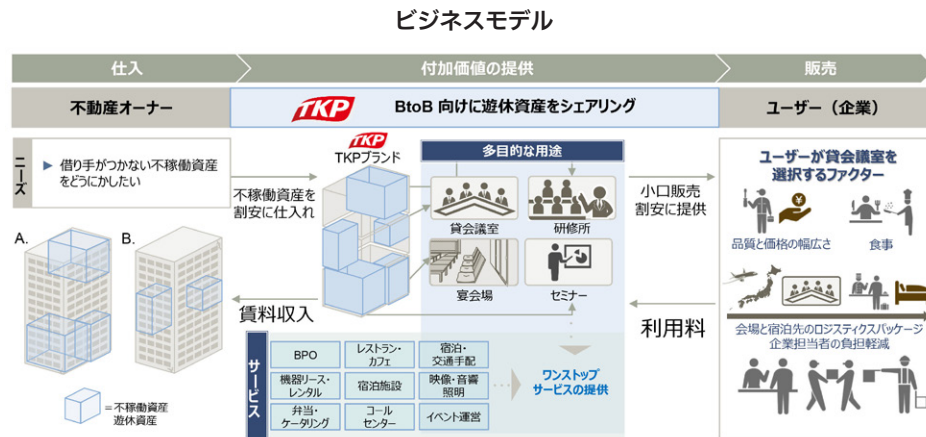 ビジネスモデル
仕入
付加価値の提供
販売
不動産オーナー
TKP
BtoB 向けに遊休資産をシェアリング
ユーザー（企業）
ニーズ
▶ 借り手がつかない不稼働資産
をどうにかしたい
不稼働資産を
割安に仕入れ
TKP
TKPブランド
多目的な用途
貸会議室
研修所
宴会場
セミナー
小口販売
割安に提供
ユーザーが貸会議室を
選択するファクター
¥
品質と価格の幅広さ
食事
A.
B.
賃料収入
利用料
会場と宿泊先のロジスティクスパッケージ
企業担当者の負担軽減
=不稼働資産
遊休資産
サービス
BPO
レストラン・
カフェ
宿泊・
交通手配
機器リース・
レンタル
宿泊施設
映像・音響
照明
弁当・
ケータリング
コール
センター
イベント運営
ワンストップ
サービスの提供